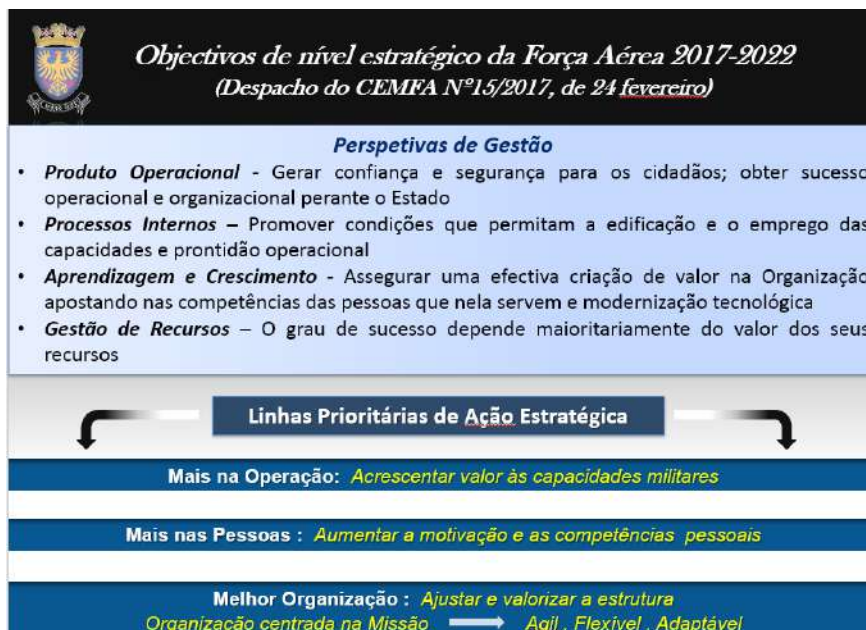 Objectivos de nível estratégico da Força Aérea 2017-2022
(Despacho do CEMFA Nº15/2017, de 24 fevereiro)
Perspetivas de Gestão
• Produto Operacional - Gerar confiança e segurança para os cidadãos; obter sucesso
operacional e organizacional perante o Estado
• Processos Internos – Promover condições que permitam a edificação e o emprego das
capacidades e prontidão operacional
• Aprendizagem e Crescimento - Assegurar uma efectiva criação de valor na Organização
apostando nas competências das pessoas que nela servem e modernização tecnológica
• Gestão de Recursos – O grau de sucesso depende maioritariamente do valor dos seus
recursos
Linhas Prioritárias de Ação Estratégica
Mais na Operação: Acrescentar valor às capacidades militares
Mais nas Pessoas : Aumentar a motivação e as competências pessoais
Melhor Organização : Ajustar e valorizar a estrutura
Organização centrada na Missão → Agil , Flexível , Adaptável